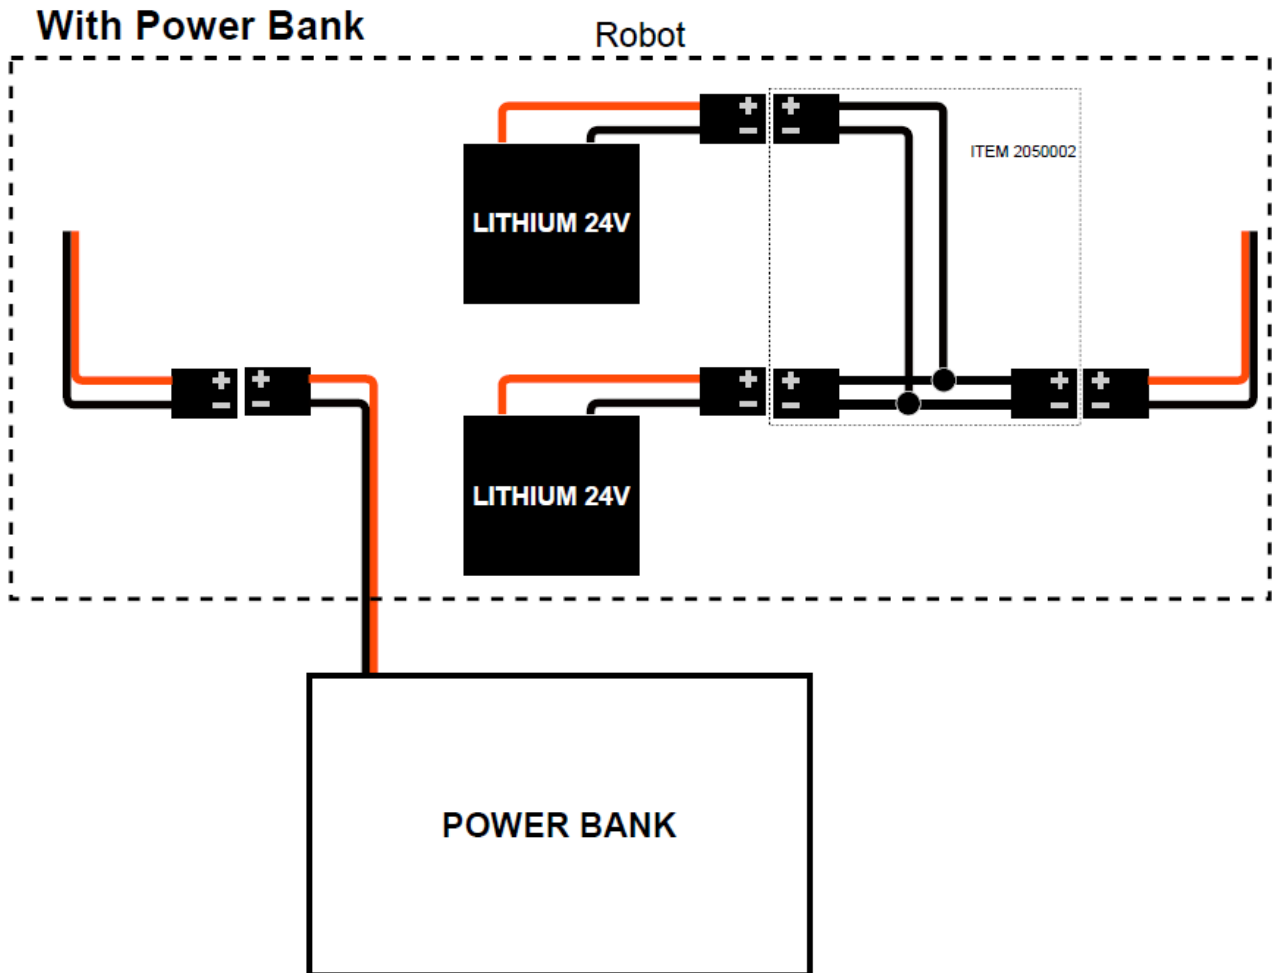 With Power Bank
Robot
+
−
+
−
ITEM 2050002
LITHIUM 24V
+
−
+
−
+
−
+
−
+
−
+
−
LITHIUM 24V
POWER BANK